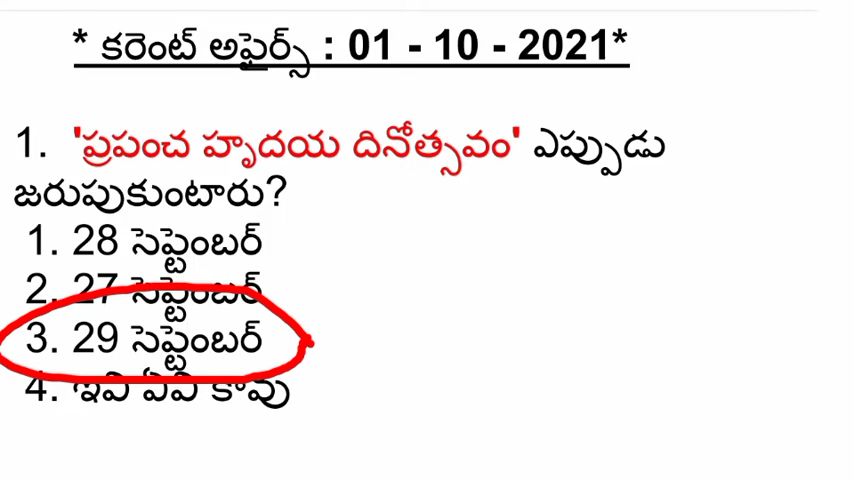 * కరెంట్ అఫైర్స్ : 01 - 10 - 2021*
1. 'ప్రపంచ హృదయ దినోత్సవం' ఎప్పుడు
జరుపుకుంటారు?
1. 28 సెప్టెంబర్
2. 27 సెప్టెంబర్
3. 29 సెప్టెంబర్
4. ఇవి ఏవి కావు